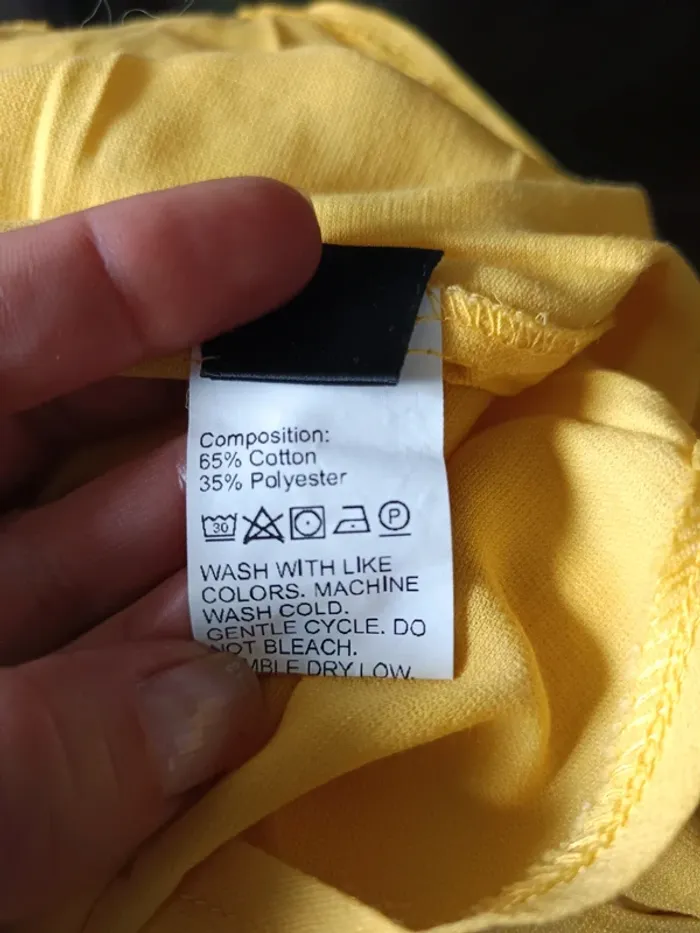 Composition:
65% Cotton
35% Polyester
30 P
WASH WITH LIKE
COLORS. MACHINE
WASH COLD.
GENTLE CYCLE. DO
NOT BLEACH.
DRY LOW.